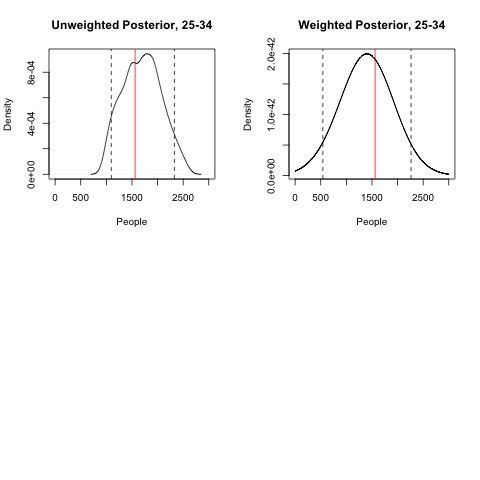 Unweighted Posterior, 25-34
Density
0e+00 4e-04 8e-04
0 500 1500 2500
People
Weighted Posterior, 25-34
Density
0.0e+00 1.0e-42 2.0e-42
0 500 1500 2500
People